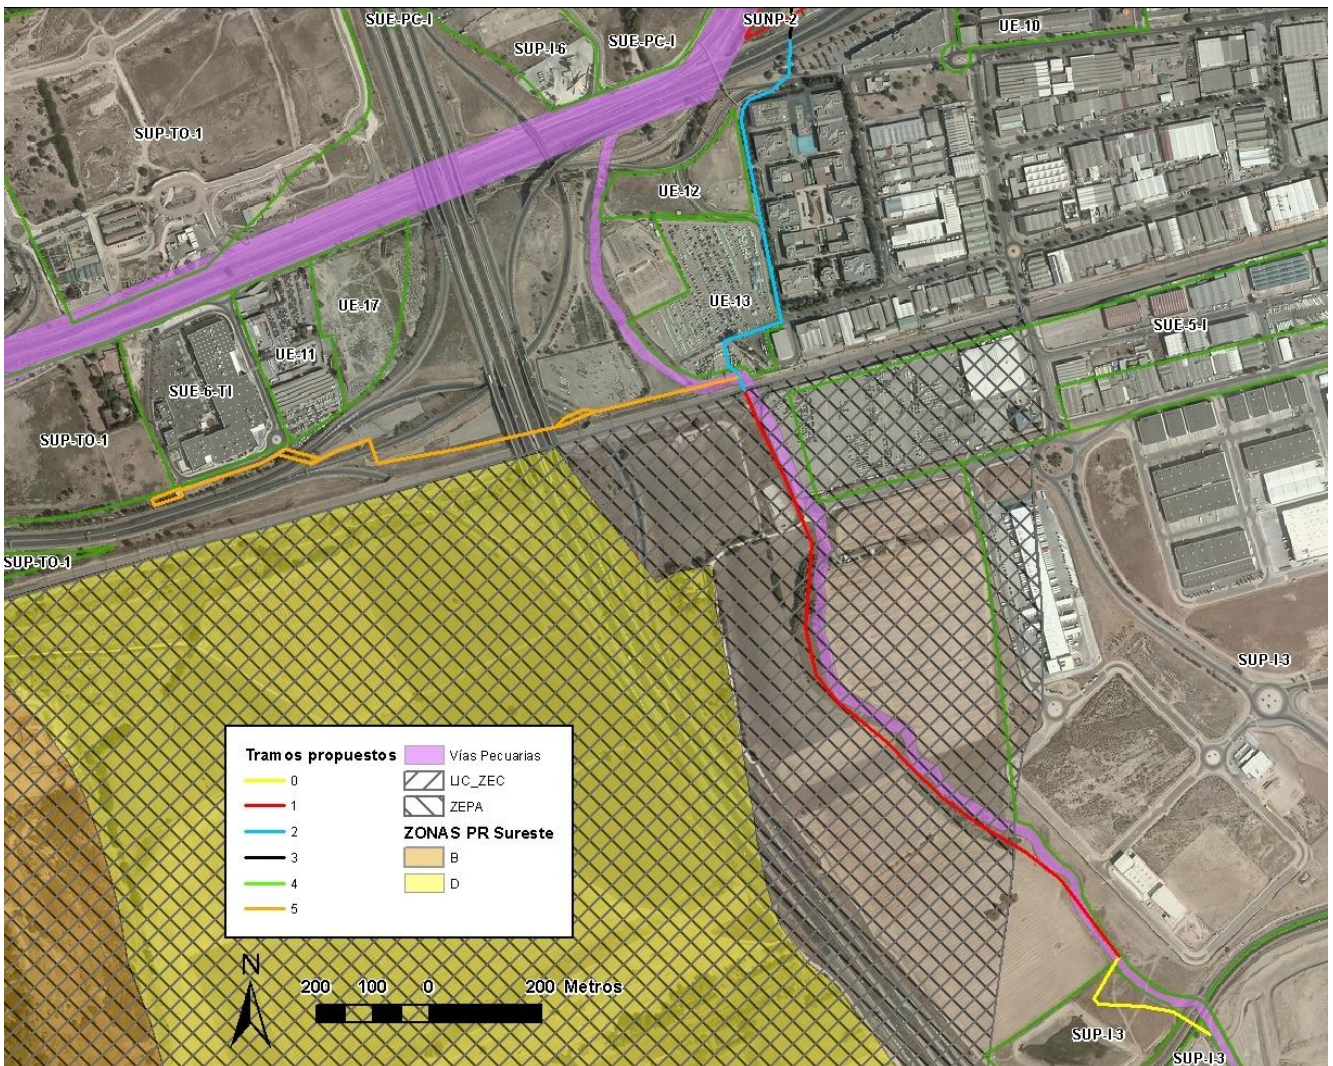 SUE-PC-I
SUNP-2
UE-10
SUP-I-6
SUE-PC-I
SUP-TO-1
UE-12
UE-17
UE-13
SUE-5-I
UE-11
SUE-6-TI
SUP-TO-1
SUP-TO-1
SUP-I-3
Tramos propuestos
0
1
2
3
4
5
Vías Pecuarias
LIC_ZEC
ZEPA
ZONAS PR Sureste
B
D
N
200 100 0 200 Metros
SUP-I-3
SUP-I-3